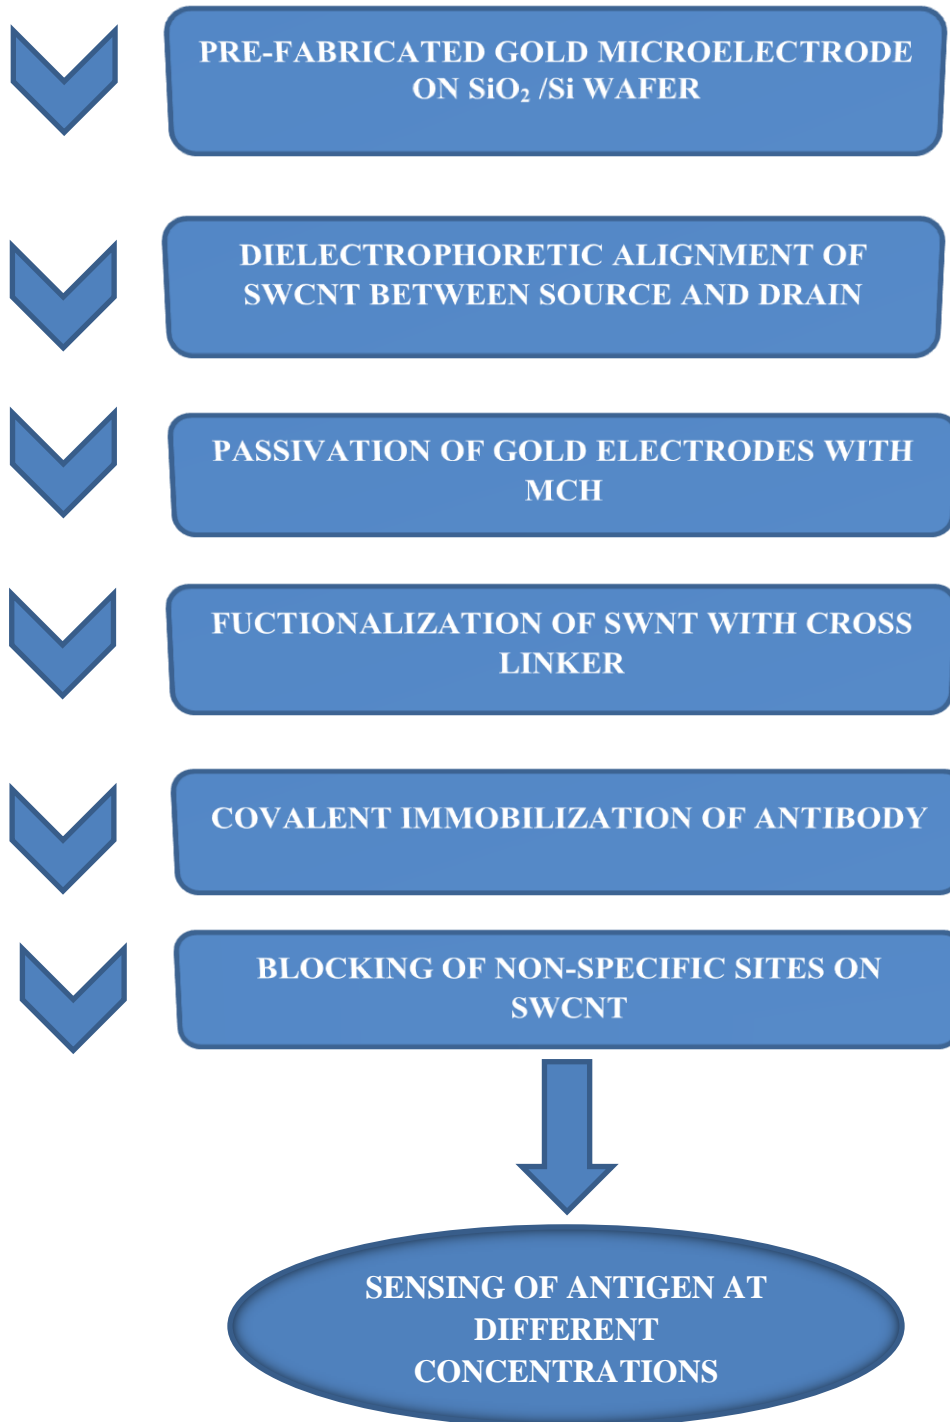 PRE-FABRICATED GOLD MICROELECTRODE
ON SiO₂ /Si WAFER
DIELECTROPHORETIC ALIGNMENT OF
SWCNT BETWEEN SOURCE AND DRAIN
PASSIVATION OF GOLD ELECTRODES WITH
MCH
FUCTIONALIZATION OF SWNT WITH CROSS
LINKER
COVALENT IMMOBILIZATION OF ANTIBODY
BLOCKING OF NON-SPECIFIC SITES ON
SWCNT
SENSING OF ANTIGEN AT
DIFFERENT
CONCENTRATIONS